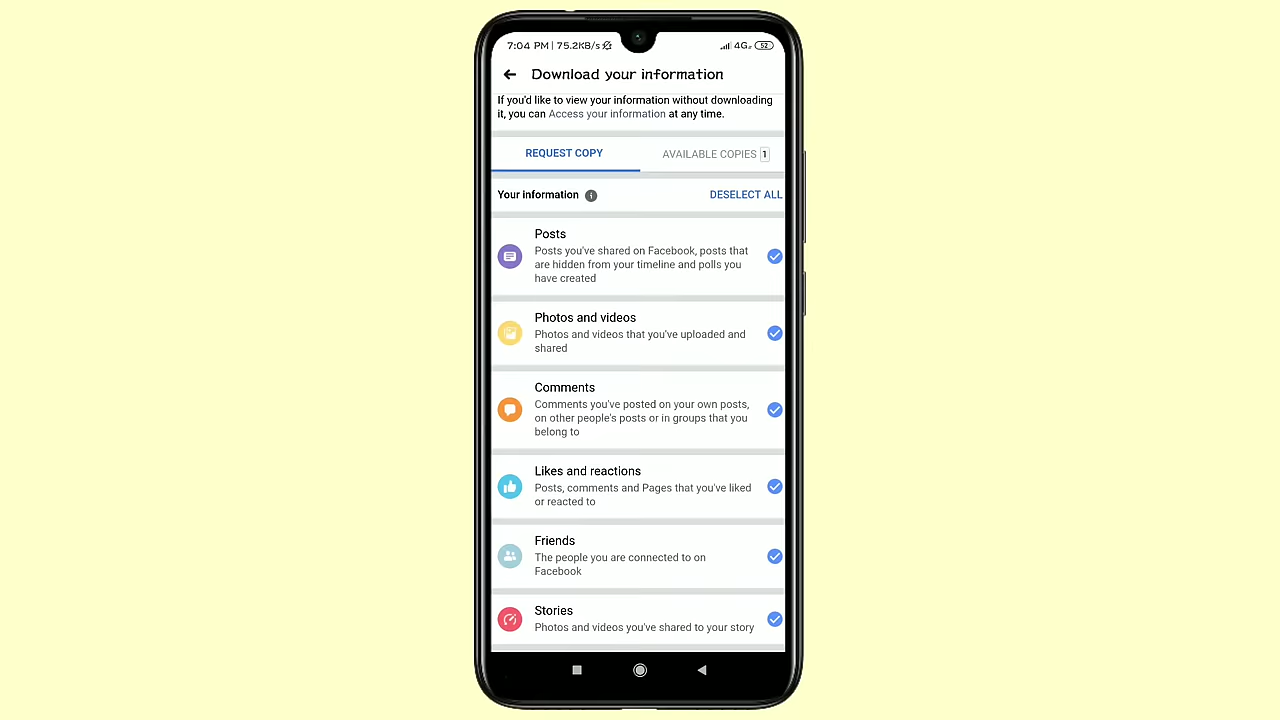 7:04 PM | 75.2KB/s 4G 52
Download your information
If you'd like to view your information without downloading
it, you can Access your information at any time.
REQUEST COPY AVAILABLE COPIES 1
Your information DESELECT ALL
Posts
Posts you've shared on Facebook, posts that
are hidden from your timeline and polls you
have created
Photos and videos
Photos and videos that you've uploaded and
shared
Comments
Comments you've posted on your own posts,
on other people's posts or in groups that you
belong to
Likes and reactions
Posts, comments and Pages that you've liked
or reacted to
Friends
The people you are connected to on
Facebook
Stories
Photos and videos you've shared to your story